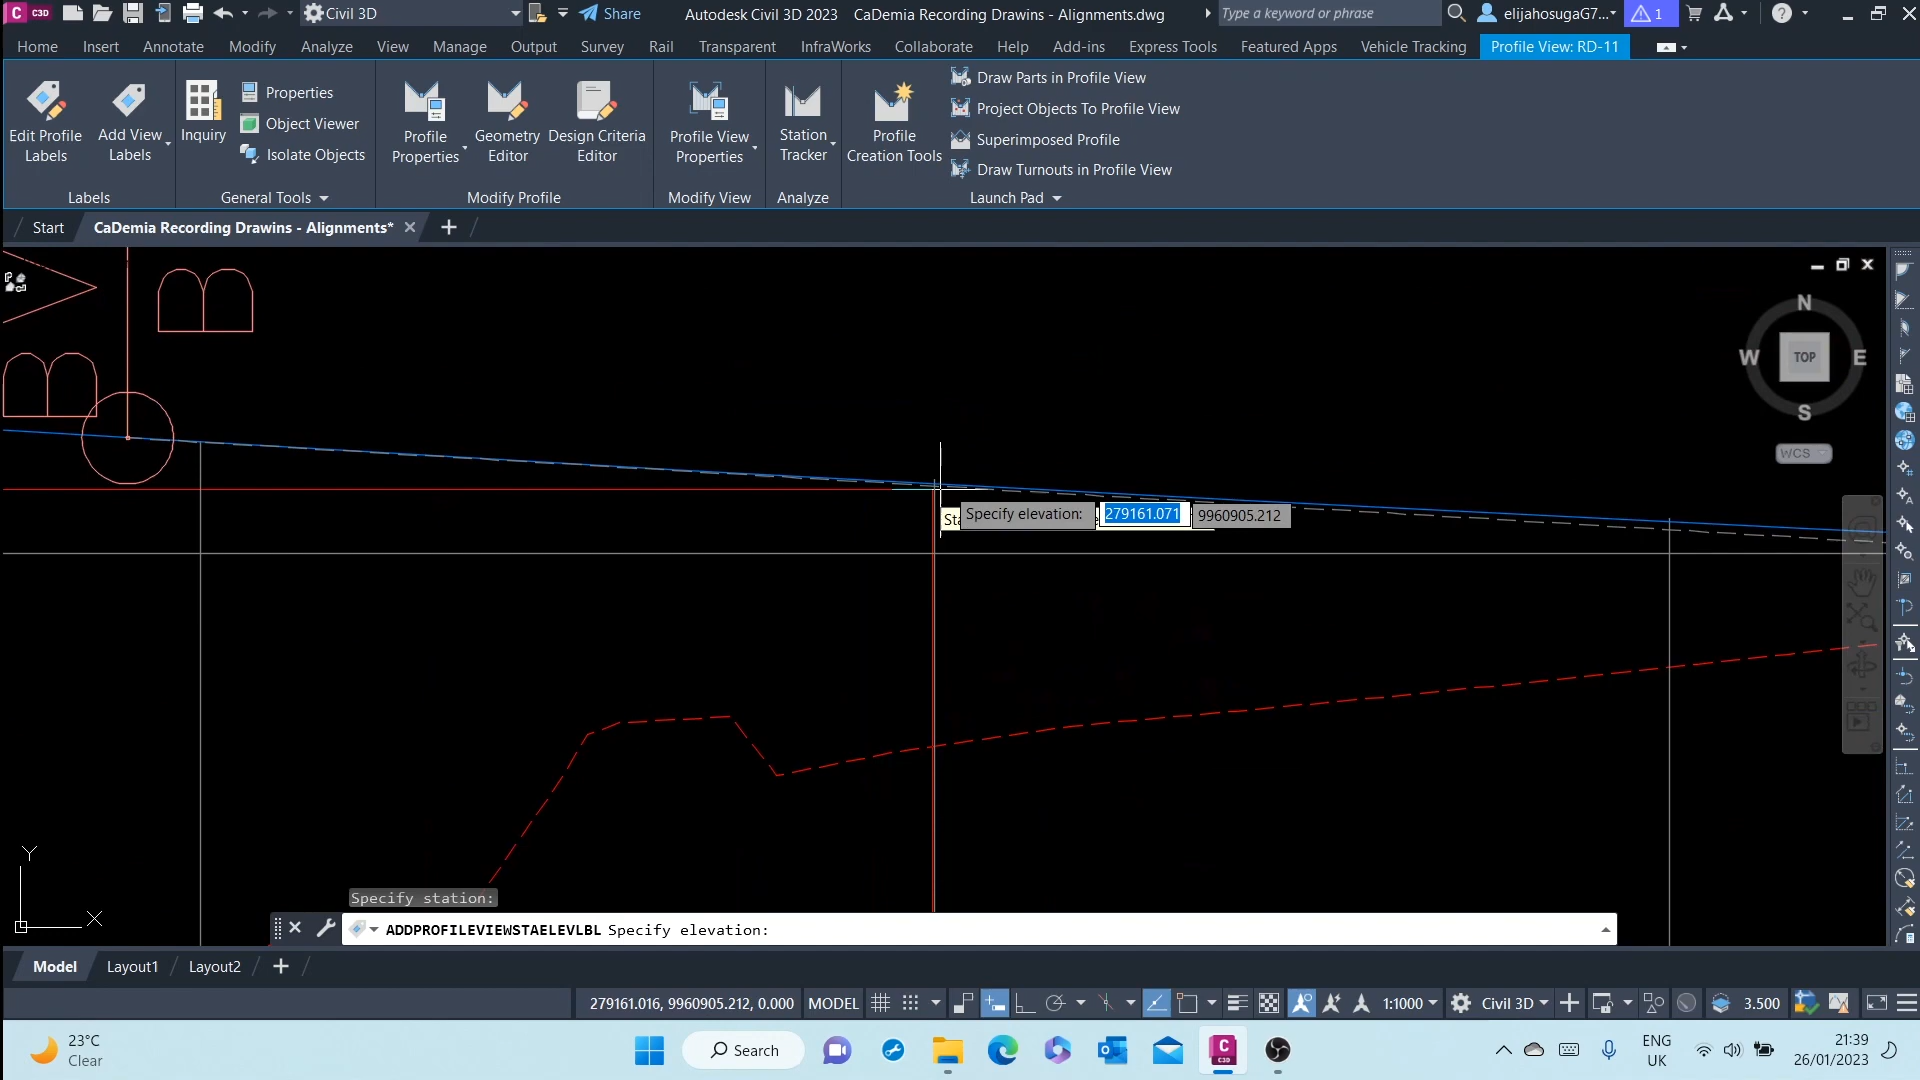 C C3D Civil 3D Share Autodesk Civil 3D 2023 CaDemia Recording Drawins - Alignments.dwg Type a keyword or phrase elijahosugaG7... 1
Home Insert Annotate Modify Analyze View Manage Output Survey Rail Transparent InfraWorks Collaborate Help Add-ins Express Tools Featured Apps Vehicle Tracking Profile View: RD-11
Edit Profile Labels
Add View Labels
Labels
Inquiry
Properties
Object Viewer
Isolate Objects
General Tools
Profile Properties
Geometry Editor
Design Criteria Editor
Modify Profile
Profile View Properties
Modify View
Station Tracker
Analyze
Profile Creation Tools
Draw Parts in Profile View
Project Objects To Profile View
Superimposed Profile
Draw Turnouts in Profile View
Launch Pad
Start CaDemia Recording Drawins - Alignments*
B
B
N
W TOP E
S
WCS
Specify elevation: 279161.071 9960905.212
Y
X
Specify station:
ADDPROFILEVIEWSTAELEVLBL Specify elevation:
Model Layout1 Layout2
279161.016, 9960905.212, 0.000 MODEL 1:1000 Civil 3D 3.500
23°C
Clear
Search
ENG
UK
21:39
26/01/2023